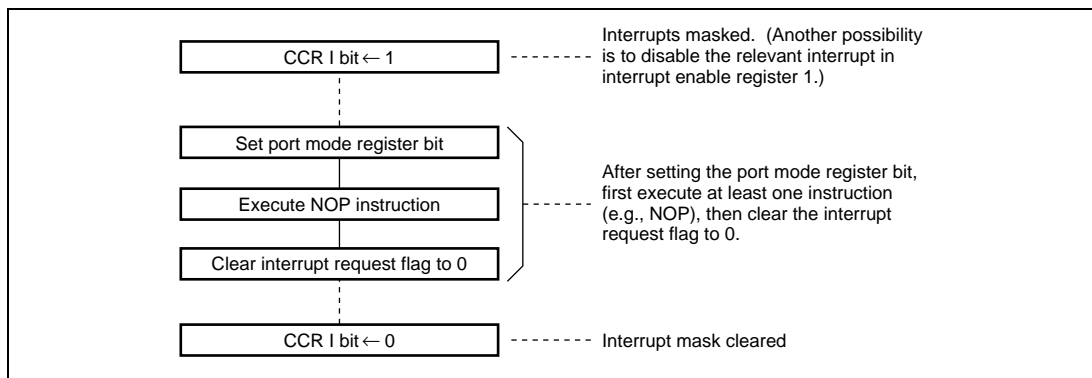 CCR I bit ← 1
Interrupts masked. (Another possibility
is to disable the relevant interrupt in
interrupt enable register 1.)
Set port mode register bit
Execute NOP instruction
Clear interrupt request flag to 0
After setting the port mode register bit,
first execute at least one instruction
(e.g., NOP), then clear the interrupt
request flag to 0.
CCR I bit ← 0
Interrupt mask cleared